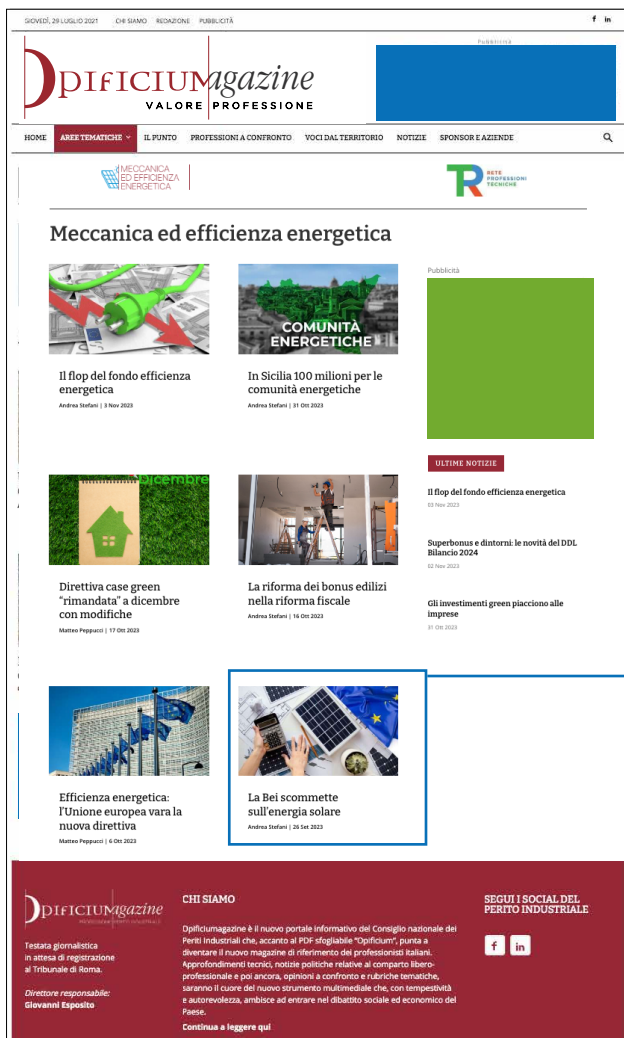 GIOVEDÌ, 29 LUGLIO 2021 CHI SIAMO REDAZIONE PUBBLICITÀ
Pubblicità
OPIFICIUMagazine
VALORE PROFESSIONE
HOME AREE TEMATICHE IL PUNTO PROFESSIONI A CONFRONTO VOCI DAL TERRITORIO NOTIZIE SPONSOR E AZIENDE
MECCANICA
ED EFFICIENZA
ENERGETICA
TR RETE
PROFESSIONI
TECNICHE
Meccanica ed efficienza energetica
Pubblicità
COMUNITÀ
ENERGETICHE
Il flop del fondo efficienza
energetica
Andrea Stefani | 3 Nov 2023
In Sicilia 100 milioni per le
comunità energetiche
Andrea Stefani | 31 Ott 2023
ULTIME NOTIZIE
Il flop del fondo efficienza energetica
03 Nov 2023
Superbonus e dintorni: le novità del DDL
Bilancio 2024
02 Nov 2023
Gli investimenti green piacciono alle
imprese
31 Ott 2023
Dicembre
Direttiva case green
“rimandata” a dicembre
con modifiche
Matteo Peppucci | 17 Ott 2023
La riforma dei bonus edilizi
nella riforma fiscale
Andrea Stefani | 16 Ott 2023
Efficienza energetica:
l’Unione europea vara la
nuova direttiva
Matteo Peppucci | 6 Ott 2023
La Bei scommette
sull’energia solare
Andrea Stefani | 26 Set 2023
OPIFICIUMagazine
Testata giornalistica
in attesa di registrazione
al Tribunale di Roma.
Direttore responsabile:
Giovanni Esposito
CHI SIAMO
Opificiumagazine è il nuovo portale informativo del Consiglio nazionale dei
Periti Industriali che, accanto al PDF sfogliabile “Opificium”, punta a
diventare il nuovo magazine di riferimento dei professionisti italiani.
Approfondimenti tecnici, notizie politiche relative al comparto libero-
professionale e poi ancora, opinioni a confronto e rubriche tematiche,
saranno il cuore del nuovo strumento multimediale che, con tempestività
e autorevolezza, ambisce ad entrare nel dibattito sociale ed economico del
Paese.
Continua a leggere qui
SEGUI I SOCIAL DEL
PERITO INDUSTRIALE